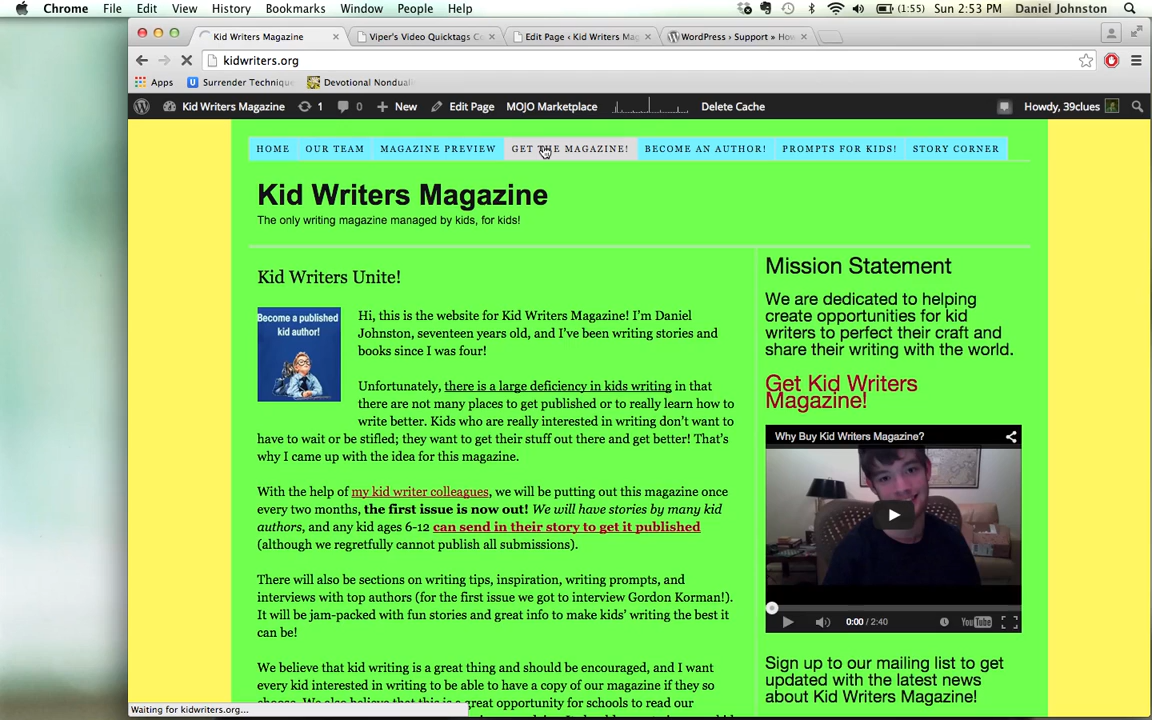 Chrome File Edit View History Bookmarks Window People Help (1:55) Sun 2:53 PM Daniel Johnston
Kid Writers Magazine Viper's Video Quicktags Edit Page ‹ Kid Writers Mag WordPress › Support »
kidwriters.org
Apps Surrender Technique Devotional
Kid Writers Magazine 1 0 New Edit Page MOJO Marketplace Delete Cache Howdy, 39clues
HOME OUR TEAM MAGAZINE PREVIEW GET THE MAGAZINE! BECOME AN AUTHOR! PROMPTS FOR KIDS! STORY CORNER
Kid Writers Magazine
The only writing magazine managed by kids, for kids!
Kid Writers Unite!
Become a published
kid author!
Hi, this is the website for Kid Writers Magazine! I'm Daniel
Johnston, seventeen years old, and I've been writing stories and
books since I was four!
Unfortunately, there is a large deficiency in kids writing in that
there are not many places to get published or to really learn how to
write better. Kids who are really interested in writing don't want to
have to wait or be stifled; they want to get their stuff out there and get better! That's
why I came up with the idea for this magazine.
With the help of my kid writer colleagues, we will be putting out this magazine once
every two months, the first issue is now out! We will have stories by many kid
authors, and any kid ages 6-12 can send in their story to get it published
(although we regretfully cannot publish all submissions).
There will also be sections on writing tips, inspiration, writing prompts, and
interviews with top authors (for the first issue we got to interview Gordon Korman!).
It will be jam-packed with fun stories and great info to make kids' writing the best it
can be!
We believe that kid writing is a great thing and should be encouraged, and I want
every kid interested in writing to be able to have a copy of our magazine if they so
choose. We also believe that this is a great opportunity for schools to read our
Mission Statement
We are dedicated to helping
create opportunities for kid
writers to perfect their craft and
share their writing with the world.
Get Kid Writers
Magazine!
Why Buy Kid Writers Magazine?
0:00 / 2:40 YouTube
Sign up to our mailing list to get
updated with the latest news
about Kid Writers Magazine!
Waiting for kidwriters.org...